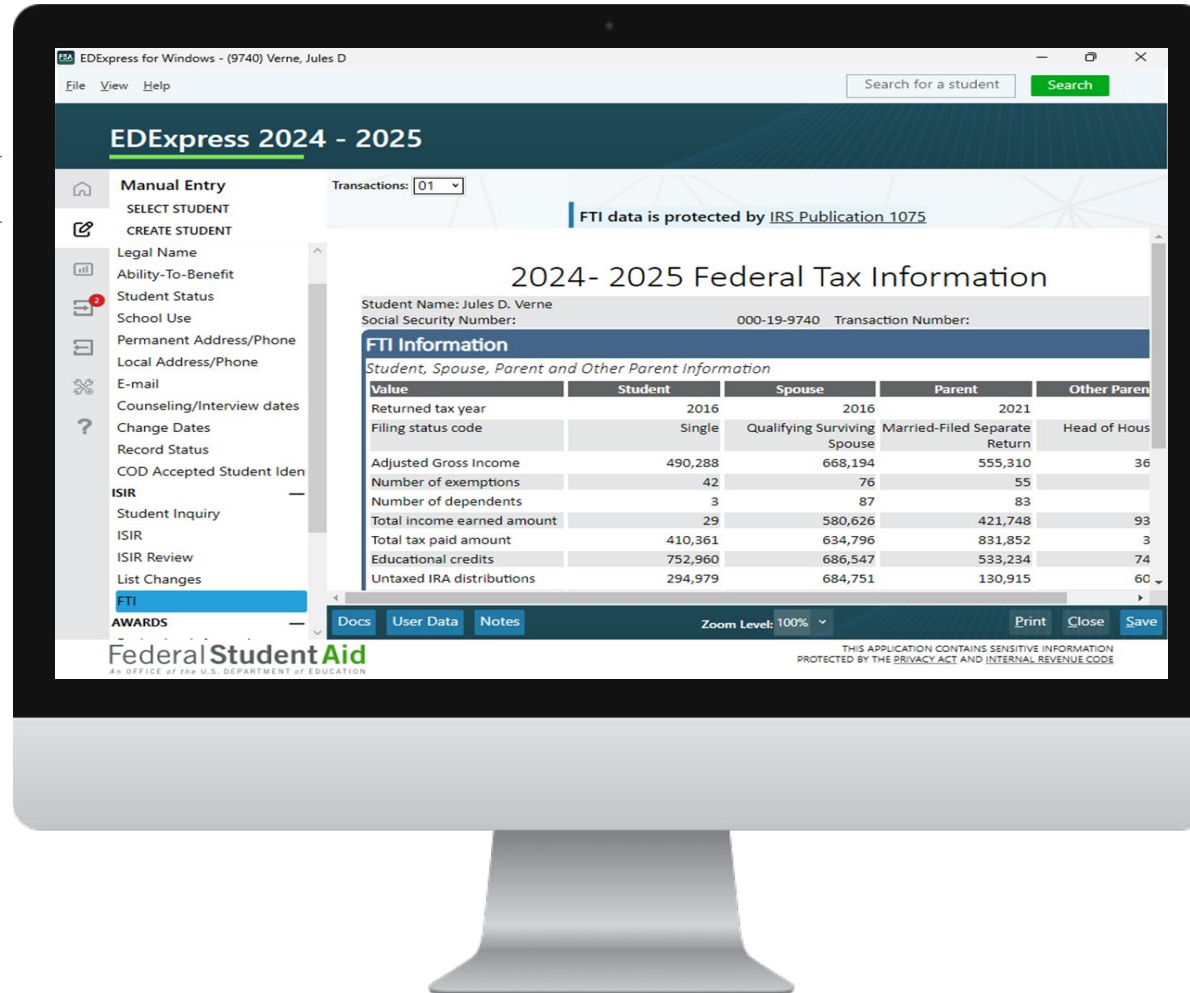 FSA EDExpress for Windows - (9740) Verne, Jules D
File View Help
Search for a student Search
EDExpress 2024 - 2025
Manual Entry
SELECT STUDENT
CREATE STUDENT
Legal Name
Ability-To-Benefit
Student Status
2
School Use
Permanent Address/Phone
Local Address/Phone
E-mail
Counseling/Interview dates
?
Change Dates
Record Status
COD Accepted Student Iden
ISIR —
Student Inquiry
ISIR
ISIR Review
List Changes
FTI
AWARDS —
Transactions: 01
FTI data is protected by IRS Publication 1075
2024- 2025 Federal Tax Information
Student Name: Jules D. Verne
Social Security Number: 000-19-9740 Transaction Number:
FTI Information
Student, Spouse, Parent and Other Parent Information
Value Student Spouse Parent Other Paren
Returned tax year 2016 2016 2021
Filing status code Single Qualifying Surviving Married-Filed Separate Head of Hous
Spouse Return
Adjusted Gross Income 490,288 668,194 555,310 36
Number of exemptions 42 76 55
Number of dependents 3 87 83
Total income earned amount 29 580,626 421,748 93
Total tax paid amount 410,361 634,796 831,852 3
Educational credits 752,960 686,547 533,234 74
Untaxed IRA distributions 294,979 684,751 130,915 60
Docs User Data Notes Zoom Level: 100% Print Close Save
Federal Student Aid
An OFFICE of the U.S. DEPARTMENT of EDUCATION
THIS APPLICATION CONTAINS SENSITIVE INFORMATION
PROTECTED BY THE PRIVACY ACT AND INTERNAL REVENUE CODE